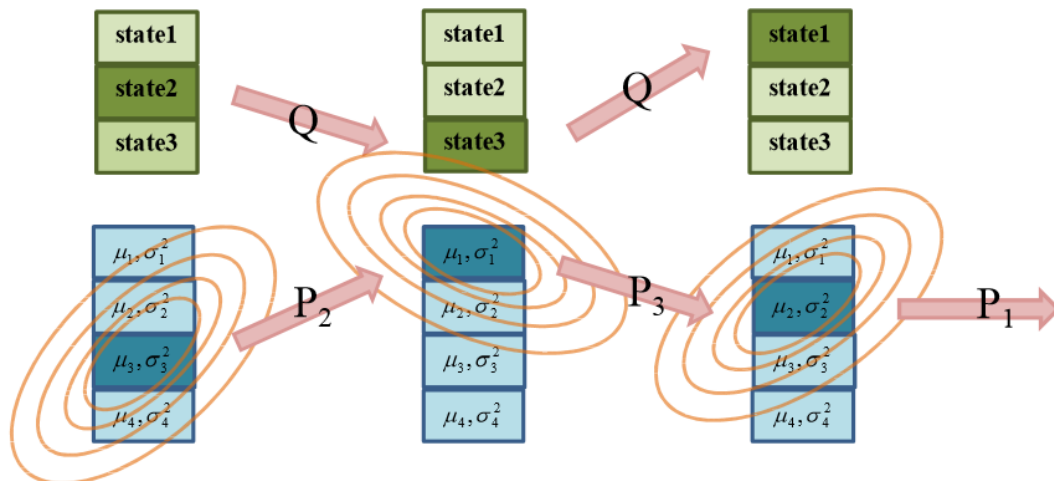 state1
state2
state3
Q
state1
state2
state3
Q
state1
state2
state3
μ₁, σ₁²
μ₂, σ₂²
μ₃, σ₃²
μ₄, σ₄²
P₂
μ₁, σ₁²
μ₂, σ₂²
μ₃, σ₃²
μ₄, σ₄²
P₃
μ₁, σ₁²
μ₂, σ₂²
μ₃, σ₃²
μ₄, σ₄²
P₁